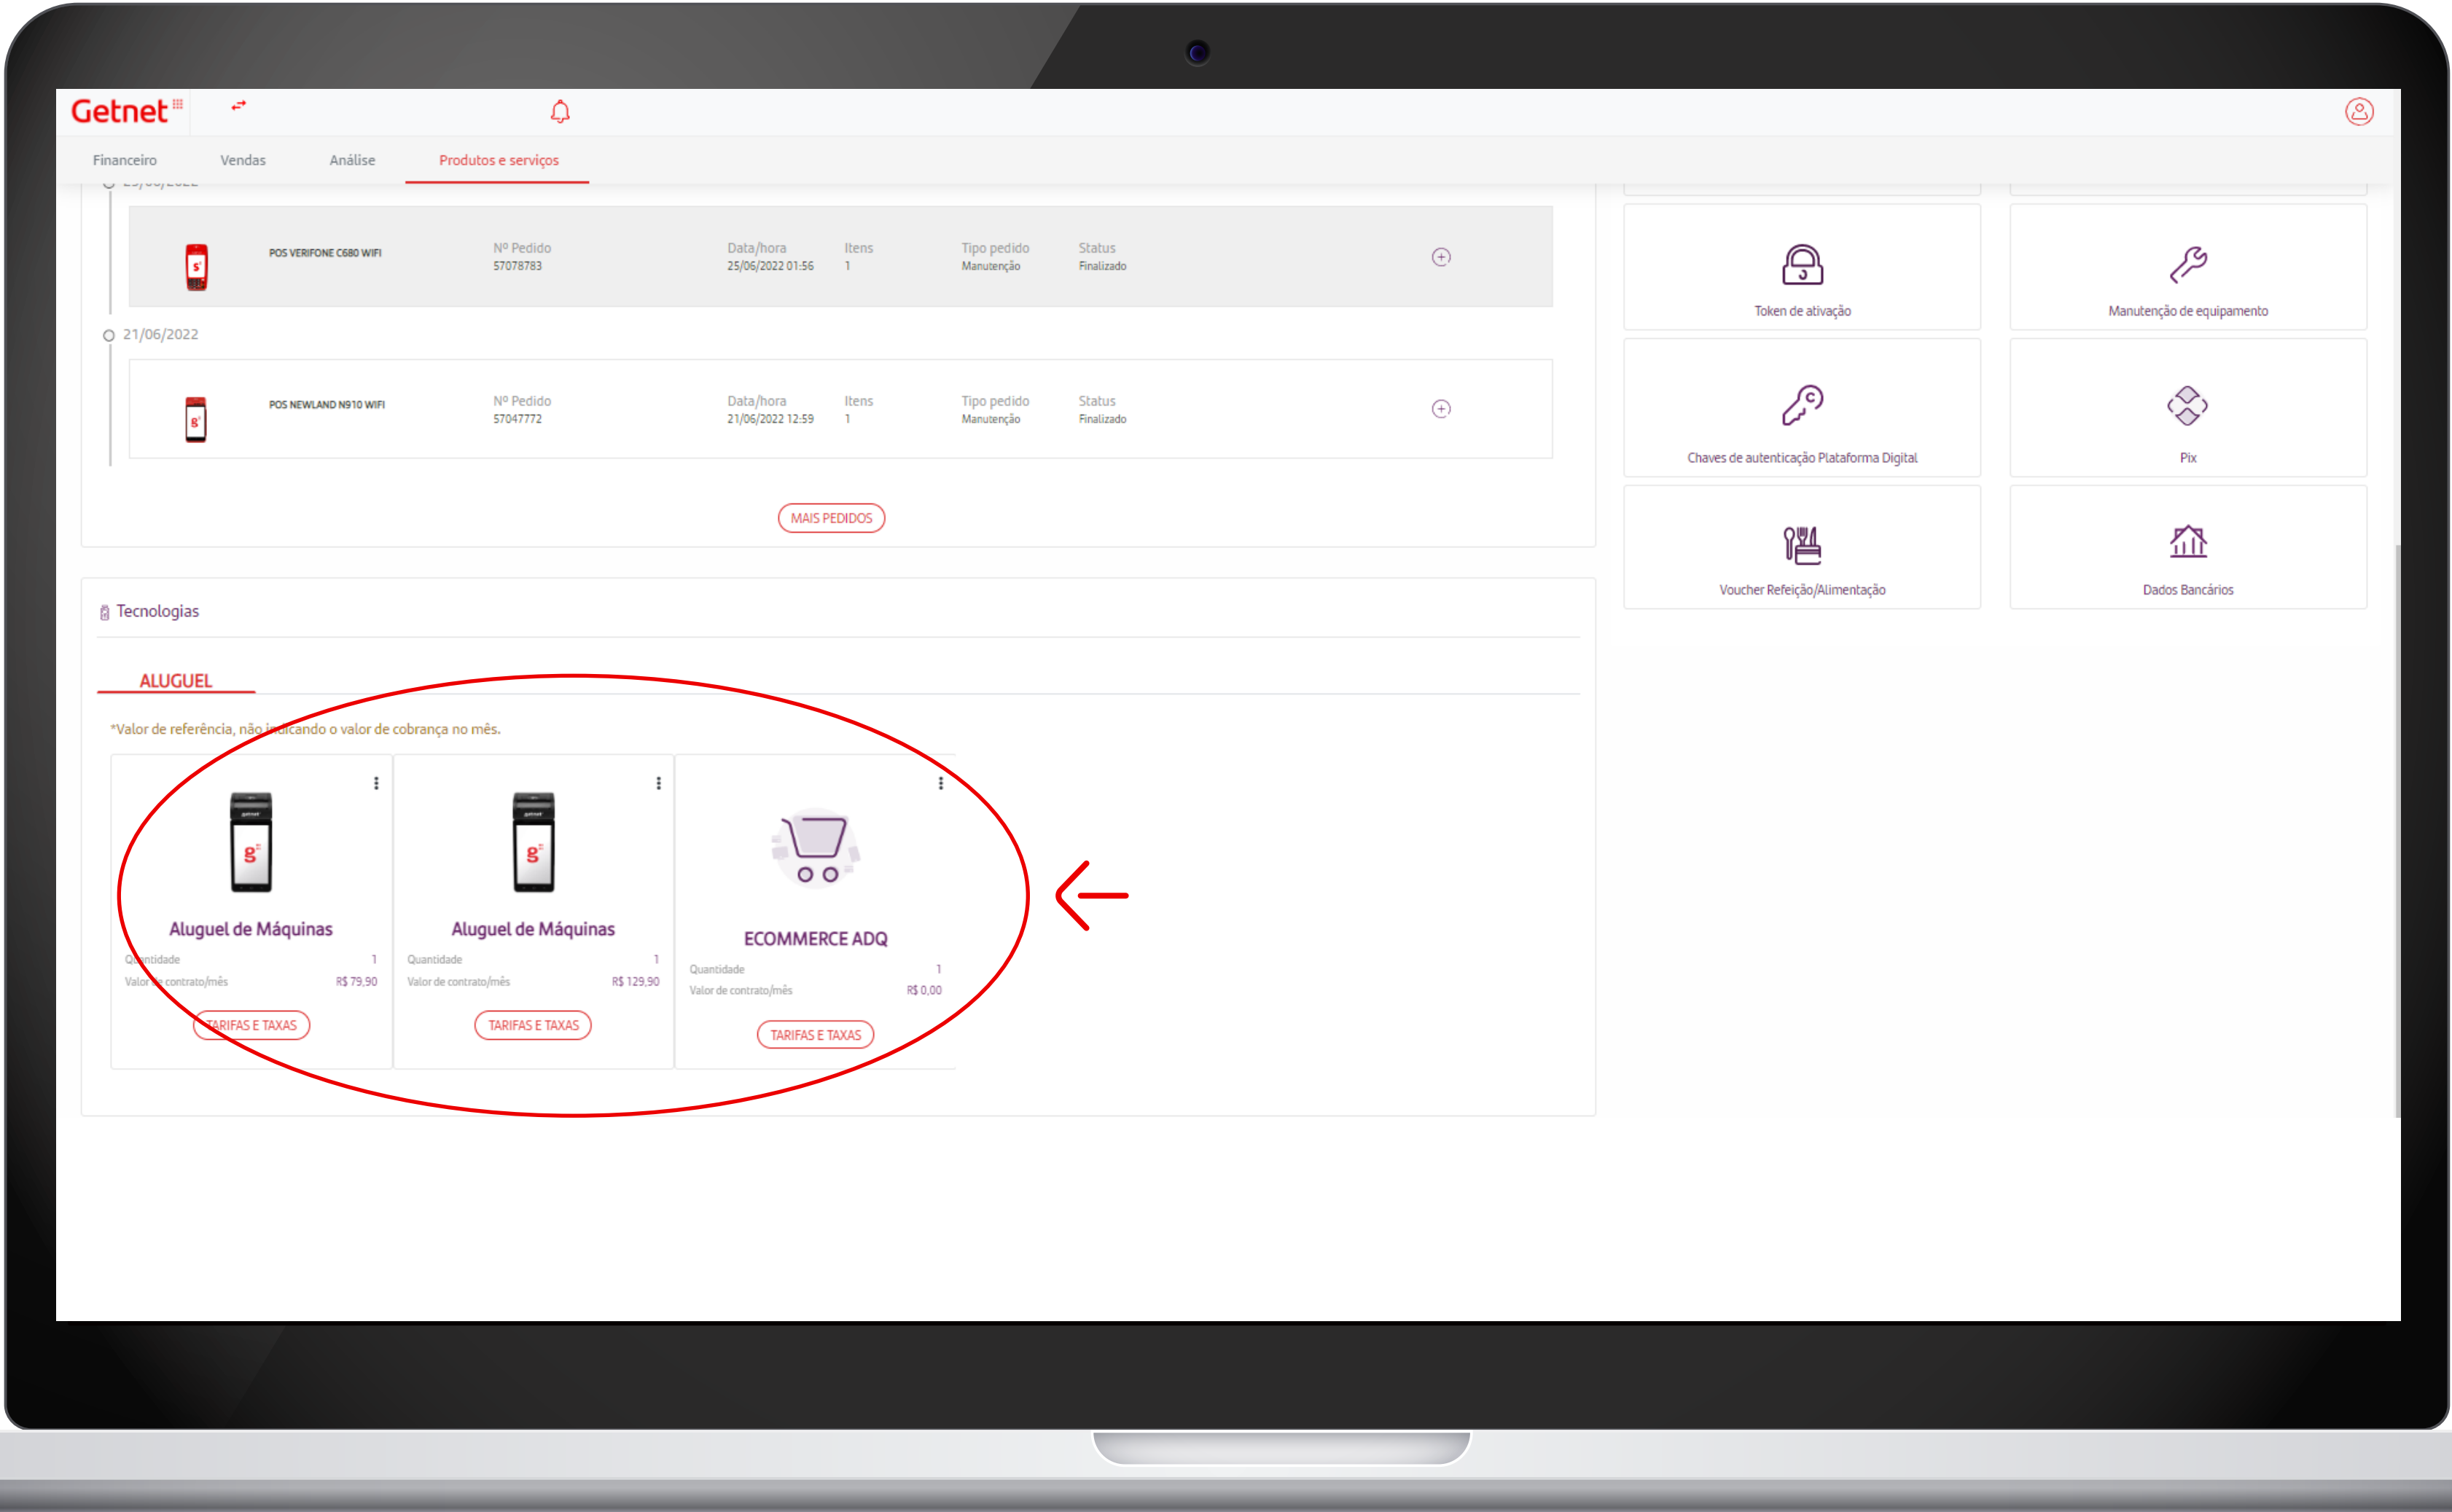 Getnet
Financeiro Vendas Análise Produtos e serviços
POS VERIFONE C680 WIFI
Nº Pedido Data/hora Itens Tipo pedido Status
57078783 25/06/2022 01:56 1 Manutenção Finalizado
21/06/2022
POS NEWLAND N910 WIFI
Nº Pedido Data/hora Itens Tipo pedido Status
57047772 21/06/2022 12:59 1 Manutenção Finalizado
MAIS PEDIDOS
Token de ativação
Manutenção de equipamento
Chaves de autenticação Plataforma Digital
Pix
Voucher Refeição/Alimentação
Dados Bancários
Tecnologias
ALUGUEL
*Valor de referência, não indicando o valor de cobrança no mês.
getnet
g
Aluguel de Máquinas
Quantidade 1
Valor de contrato/mês R$ 79,90
TARIFAS E TAXAS
getnet
g
Aluguel de Máquinas
Quantidade 1
Valor de contrato/mês R$ 129,90
TARIFAS E TAXAS
ECOMMERCE ADQ
Quantidade 1
Valor de contrato/mês R$ 0,00
TARIFAS E TAXAS